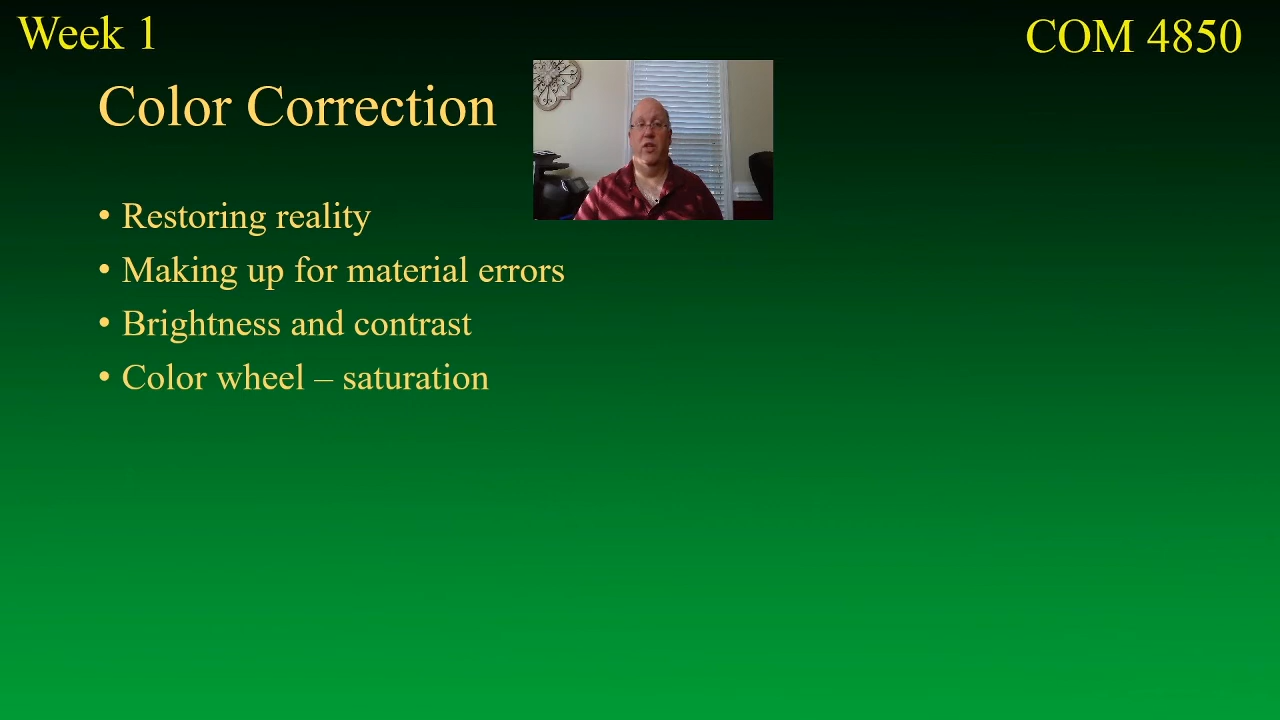 Week 1
COM 4850
Color Correction
• Restoring reality
• Making up for material errors
• Brightness and contrast
• Color wheel – saturation